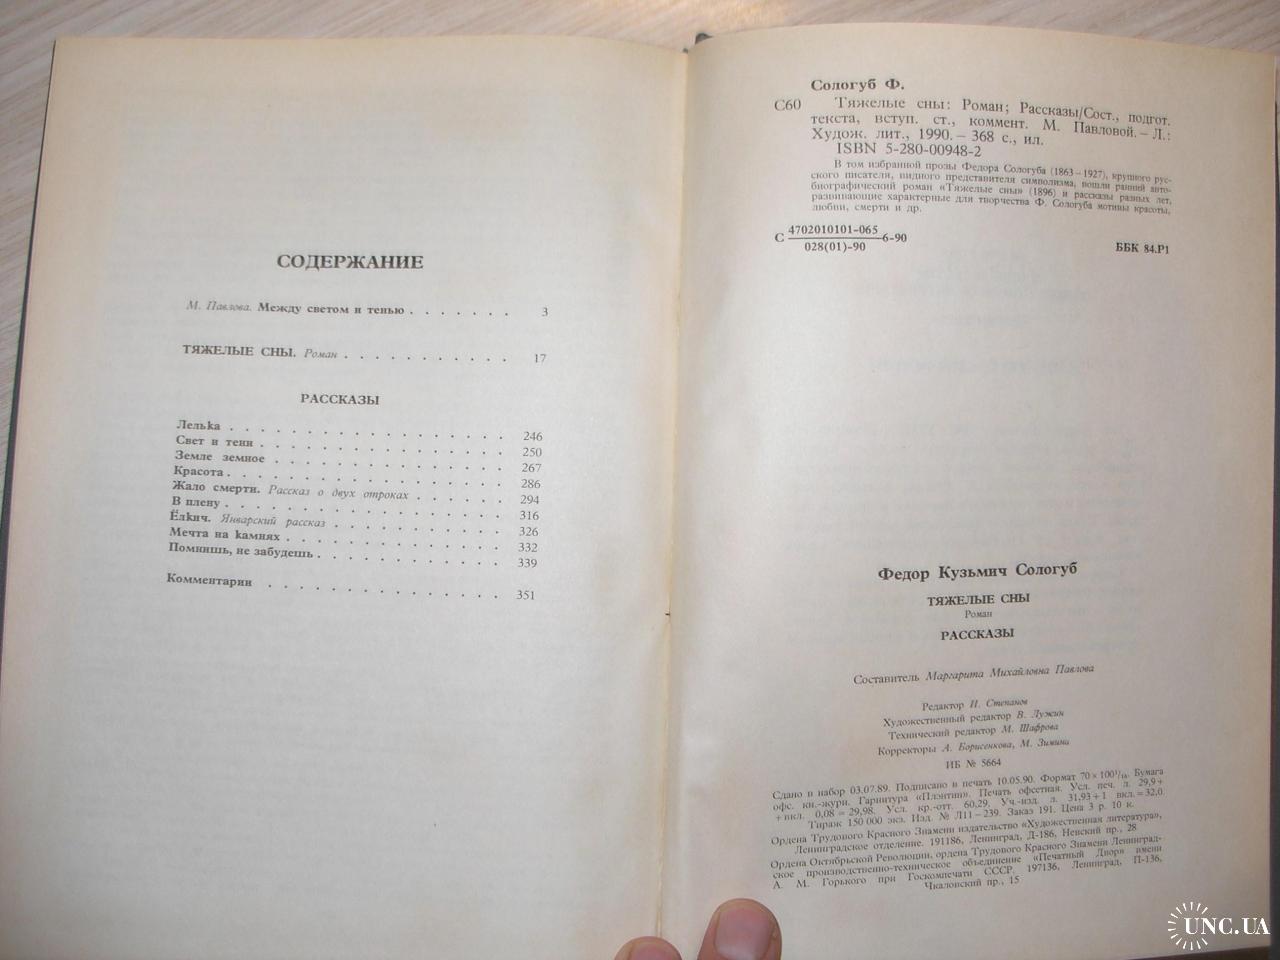 СОДЕРЖАНИЕ
М. Павлова. Между светом и тенью . . . . . . . 3
ТЯЖЕЛЫЕ СНЫ. Роман . . . . . . . . . . . 17
РАССКАЗЫ
Лелька . . . . . . . . . . . . . . . . . . 246
Свет и тени . . . . . . . . . . . . . . . . 250
Земле земное . . . . . . . . . . . . . . . 267
Красота . . . . . . . . . . . . . . . . . . 286
Жало смерти. Рассказ о двух отроках . . . . . . 294
В плену . . . . . . . . . . . . . . . . . . 316
Ёлкич. Январский рассказ . . . . . . . . . . . 326
Мечта на камнях . . . . . . . . . . . . . . 332
Помнишь, не забудешь . . . . . . . . . . . . 339
Комментарии . . . . . . . . . . . . . . . 351
Сологуб Ф.
С60 Тяжелые сны: Роман; Рассказы/Сост., подгот.
текста, вступ. ст., коммент. М. Павловой. – Л.:
Худож. лит., 1990. – 368 с., ил.
ISBN 5-280-00948-2
В том избранной прозы Федора Сологуба (1863–1927), крупного рус-
ского писателя, видного представителя символизма, вошли ранний авто-
биографический роман «Тяжелые сны» (1896) и рассказы разных лет,
развивающие характерные для творчества Ф. Сологуба мотивы красоты,
любви, смерти и др.
С 4702010101-065
028(01)-90 6-90
ББК 84.Р1
Федор Кузьмич Сологуб
ТЯЖЕЛЫЕ СНЫ
Роман
РАССКАЗЫ
Составитель Маргарита Михайловна Павлова
Редактор И. Степанов
Художественный редактор В. Лужин
Технический редактор М. Шафрова
Корректоры А. Борисенкова, М. Зимина
ИБ № 5664
Сдано в набор 03.07.89. Подписано в печать 10.05.90. Формат 70 × 100¹/₁₆. Бумага
офс. кн.-журн. Гарнитура «Плэнтин». Печать офсетная. Усл. печ. л. 29,9 +
+ вкл. 0,08 = 29,98. Усл. кр.-отт. 60,29. Уч.-изд. л. 31,93 + 1 вкл. = 32,0
Тираж 150 000 экз. Изд. № Л11–239. Заказ 191. Цена 3 р. 10 к.
Ордена Трудового Красного Знамени издательство «Художественная литература»,
Ленинградское отделение. 191186, Ленинград, Д-186, Невский пр., 28
Ордена Октябрьской Революции, ордена Трудового Красного Знамени Ленинград-
ское производственно-техническое объединение «Печатный Двор» имени
А. М. Горького при Госкомпечати СССР. 197136, Ленинград, П-136,
Чкаловский пр., 15
UNC.UA